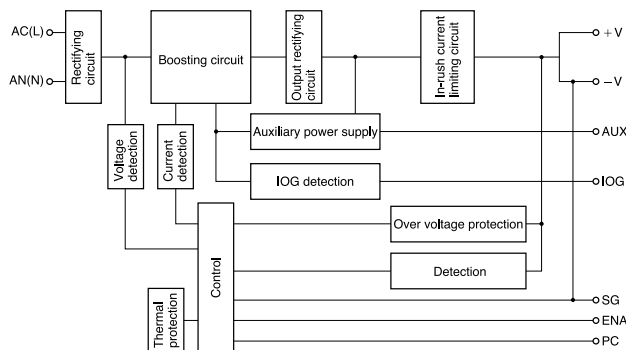 AC(L)
AN(N)
Rectifying
circuit
Boosting circuit
Output rectifying
circuit
In-rush current
limiting circuit
+V
−V
Voltage
detection
Current
detection
Auxiliary power supply
AUX
IOG detection
IOG
Over voltage protection
Control
Detection
Thermal
protection
SG
ENA
PC